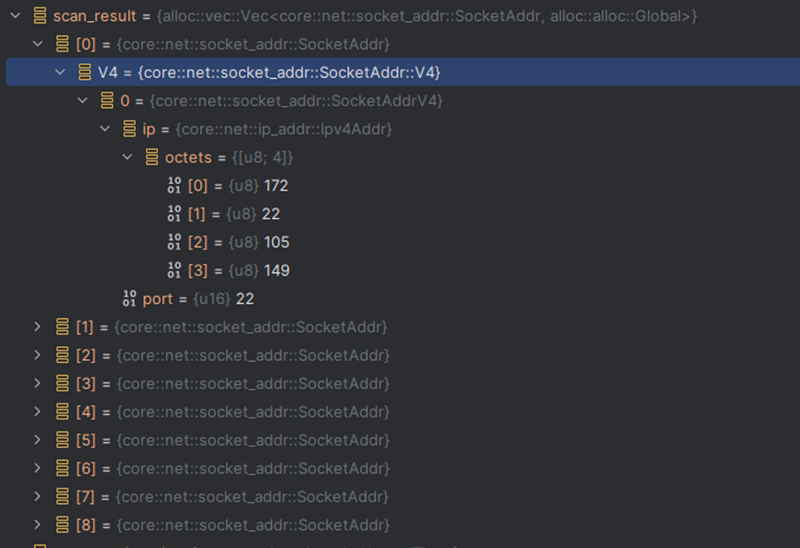 scan_result = {alloc::vec::Vec<core::net::socket_addr::SocketAddr, alloc::alloc::Global>}
[0] = {core::net::socket_addr::SocketAddr}
V4 = {core::net::socket_addr::SocketAddr::V4}
0 = {core::net::socket_addr::SocketAddrV4}
ip = {core::net::ip_addr::Ipv4Addr}
octets = {[u8; 4]}
[0] = {u8} 172
[1] = {u8} 22
[2] = {u8} 105
[3] = {u8} 149
port = {u16} 22
[1] = {core::net::socket_addr::SocketAddr}
[2] = {core::net::socket_addr::SocketAddr}
[3] = {core::net::socket_addr::SocketAddr}
[4] = {core::net::socket_addr::SocketAddr}
[5] = {core::net::socket_addr::SocketAddr}
[6] = {core::net::socket_addr::SocketAddr}
[7] = {core::net::socket_addr::SocketAddr}
[8] = {core::net::socket_addr::SocketAddr}